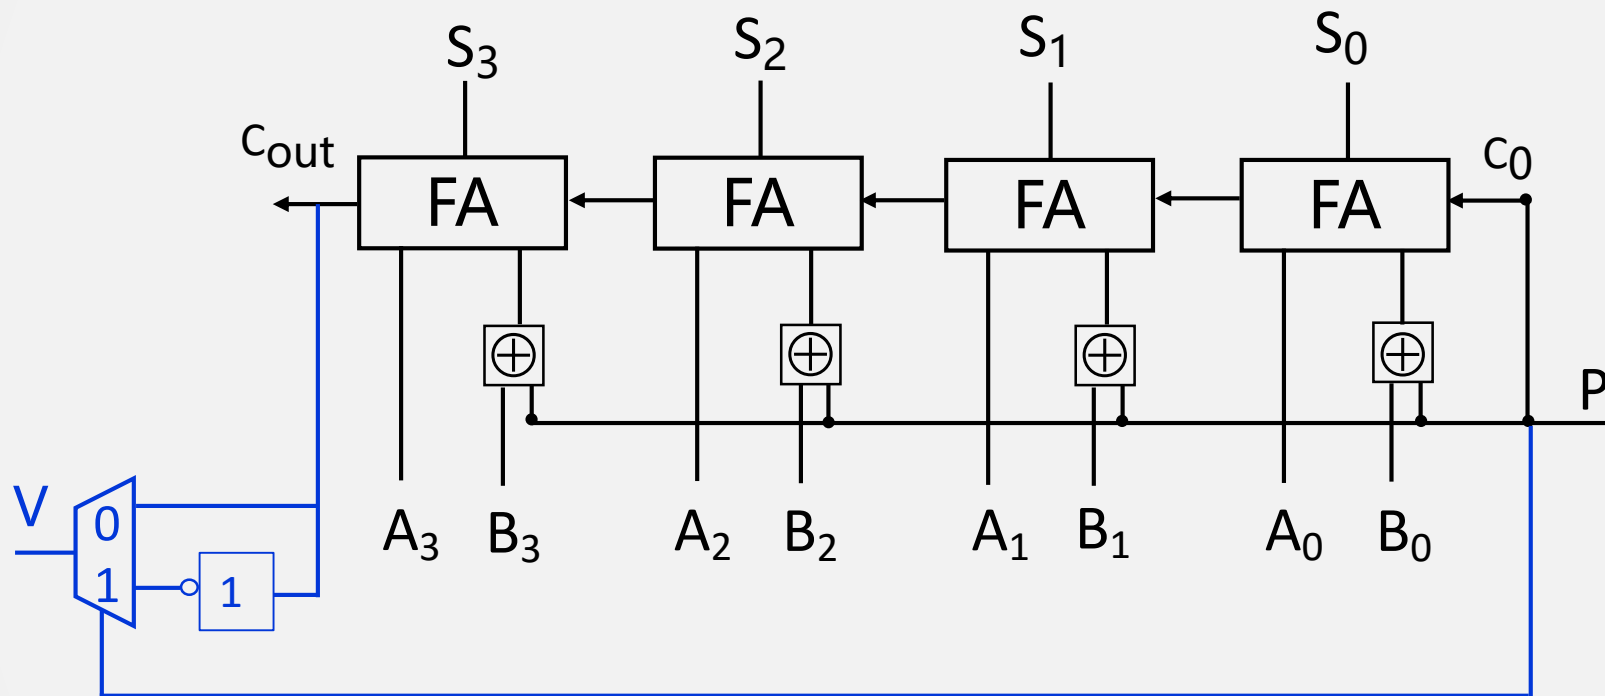 S3 S2 S1 S0
Cout C0
FA FA FA FA
P
V 0
1 1
A3 B3 A2 B2 A1 B1 A0 B0